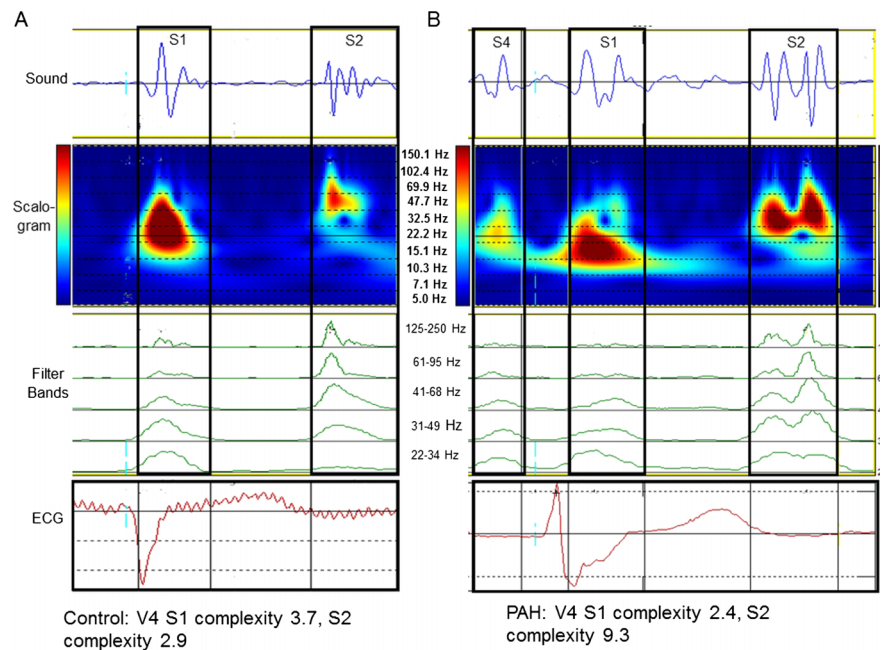 A
B
S1
S2
S4
S1
S2
Sound
Scalo-
gram
150.1 Hz
102.4 Hz
69.9 Hz
47.7 Hz
32.5 Hz
22.2 Hz
15.1 Hz
10.3 Hz
7.1 Hz
5.0 Hz
Filter
Bands
125-250 Hz
61-95 Hz
41-68 Hz
31-49 Hz
22-34 Hz
ECG
Control: V4 S1 complexity 3.7, S2
complexity 2.9
PAH: V4 S1 complexity 2.4, S2
complexity 9.3